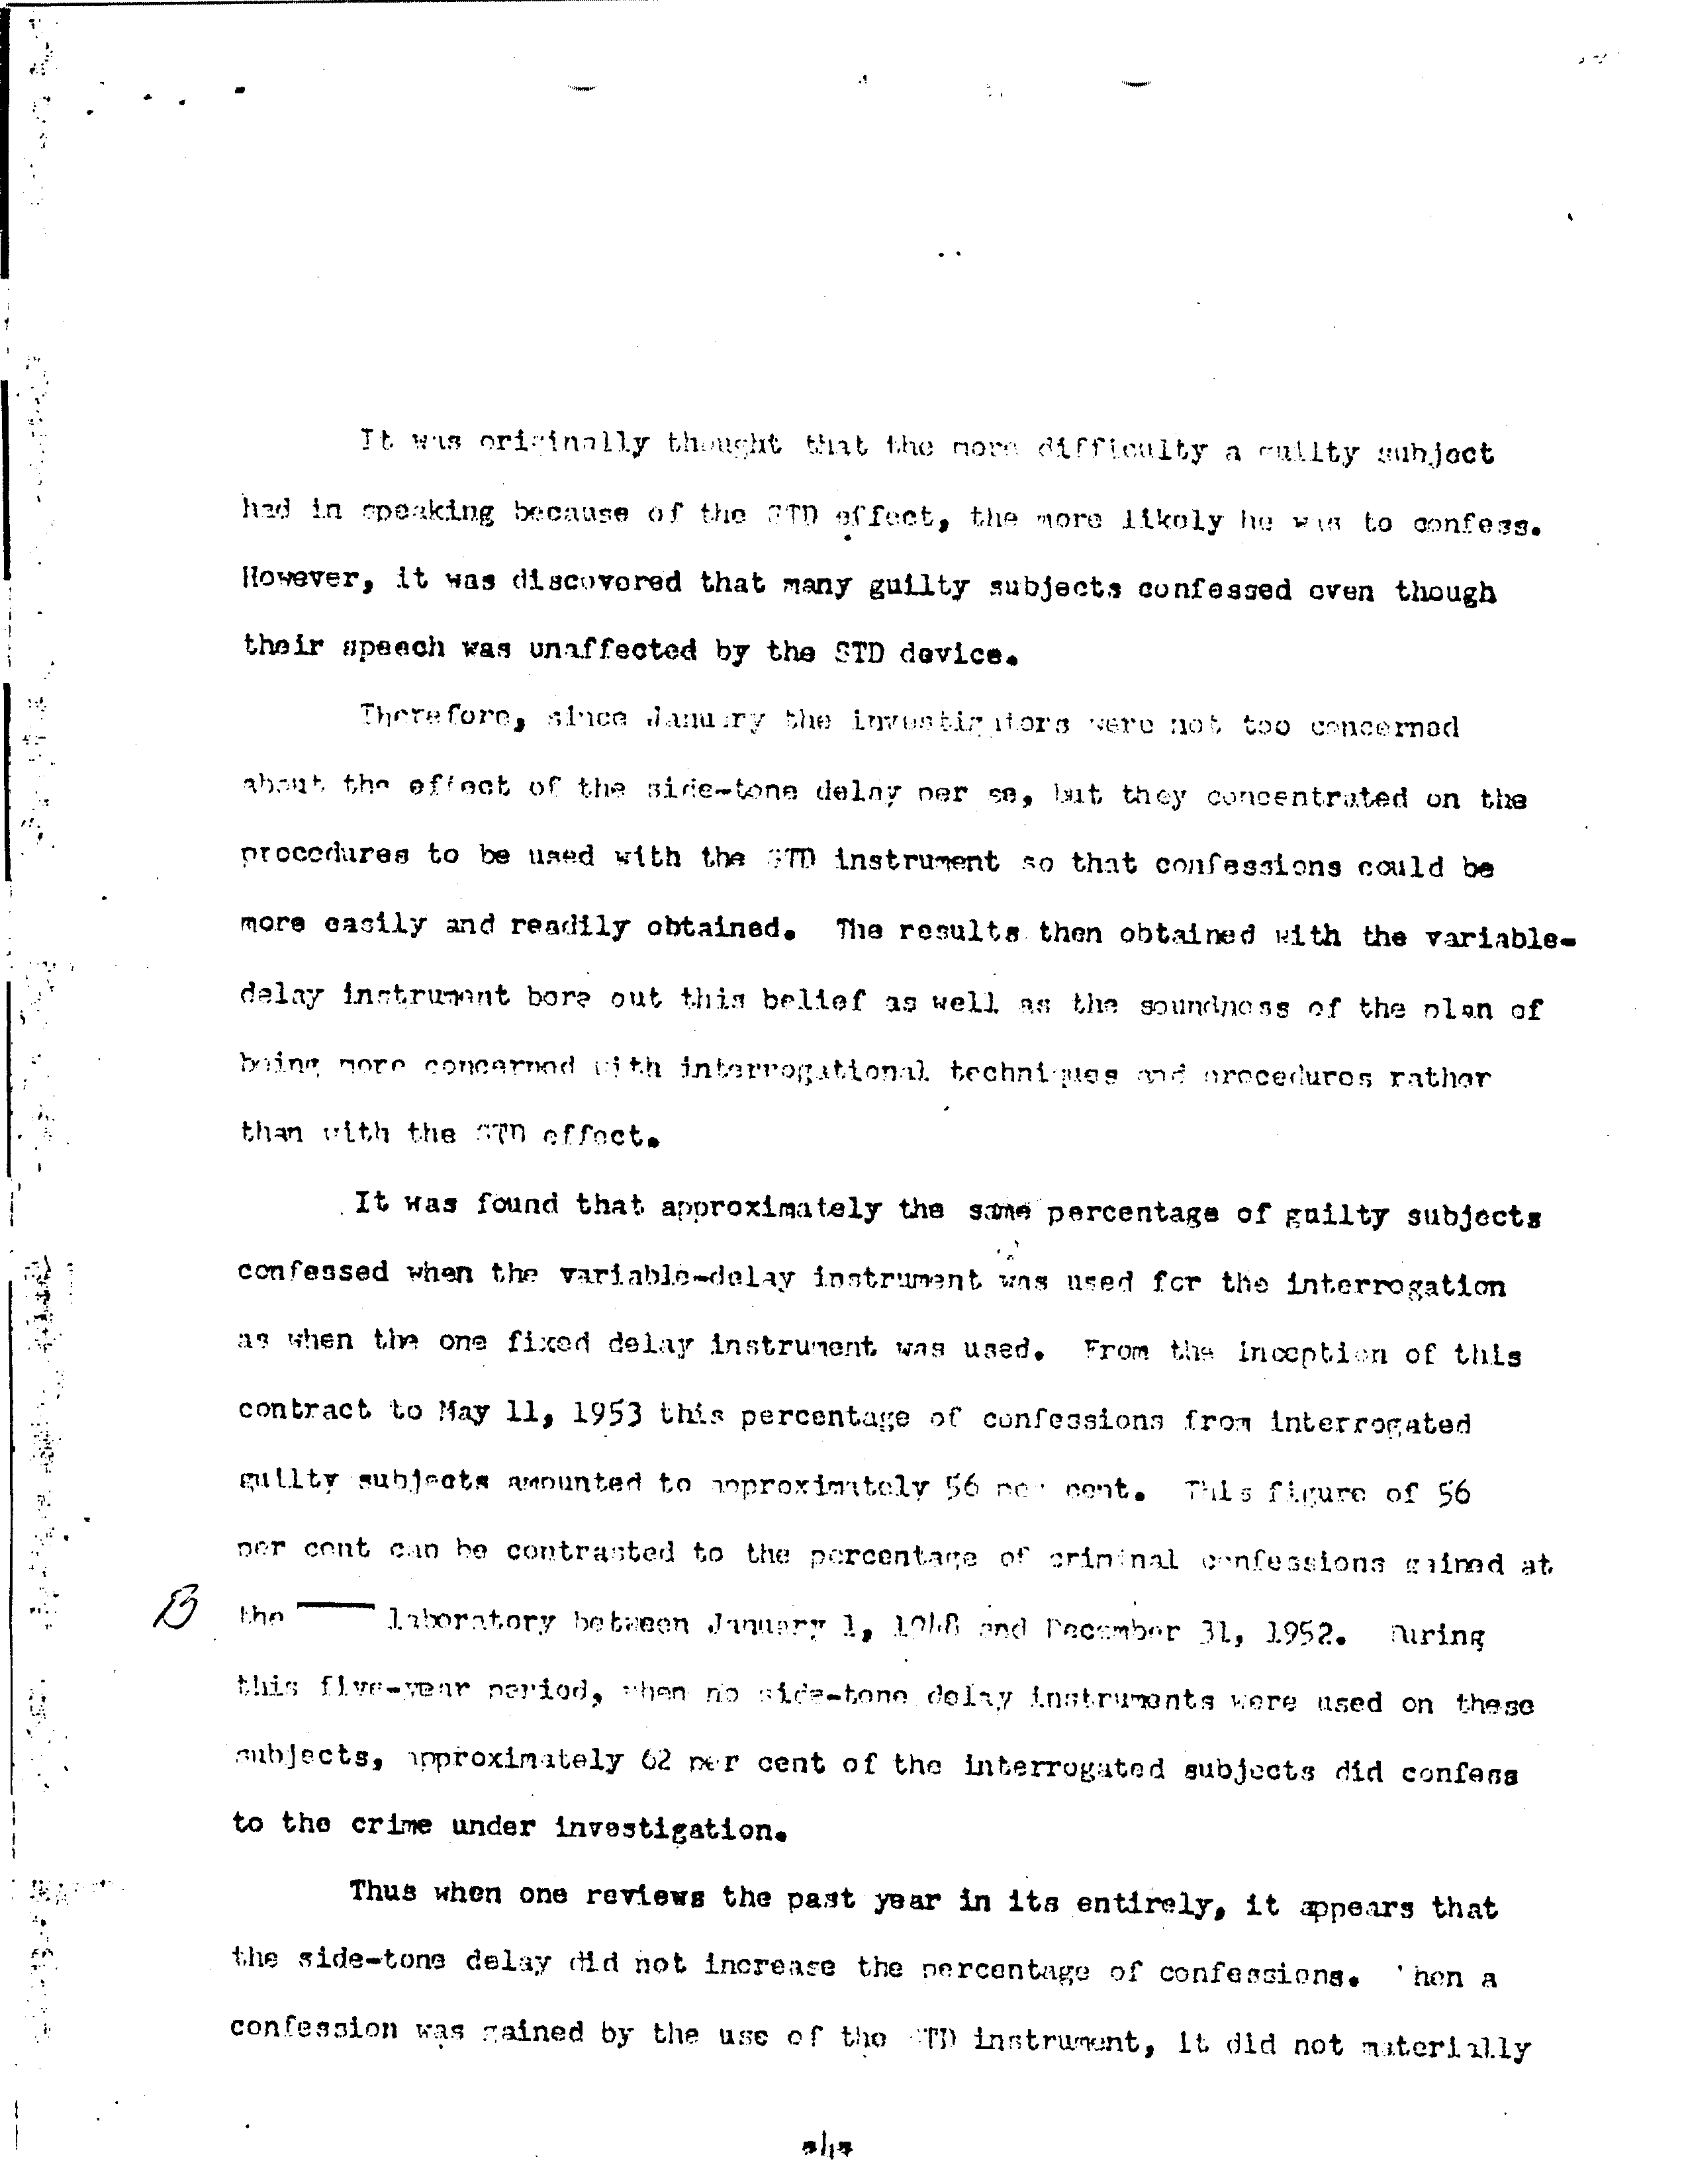 It was originally thought that the more difficulty a guilty subject
had in speaking because of the STD effect, the more likely he was to confess.
However, it was discovered that many guilty subjects confessed even though
their speech was unaffected by the STD device.
Therefore, since January the investigators were not too concerned
about the effect of the side-tone delay per se, but they concentrated on the
procedures to be used with the STD instrument so that confessions could be
more easily and readily obtained. The results then obtained with the variable-
delay instrument bore out this belief as well as the soundness of the plan of
being more concerned with interrogational techniques and procedures rather
than with the STD effect.
It was found that approximately the same percentage of guilty subjects
confessed when the variable-delay instrument was used for the interrogation
as when the one fixed delay instrument was used. From the inception of this
contract to May 11, 1953 this percentage of confessions from interrogated
guilty subjects amounted to approximately 56 per cent. This figure of 56
per cent can be contrasted to the percentage of criminal confessions gained at
B the laboratory between January 1, 1948 and December 31, 1952. During
this five-year period, when no side-tone delay instruments were used on these
subjects, approximately 62 per cent of the interrogated subjects did confess
to the crime under investigation.
Thus when one reviews the past year in its entirely, it appears that
the side-tone delay did not increase the percentage of confessions. When a
confession was gained by the use of the STD instrument, it did not materially